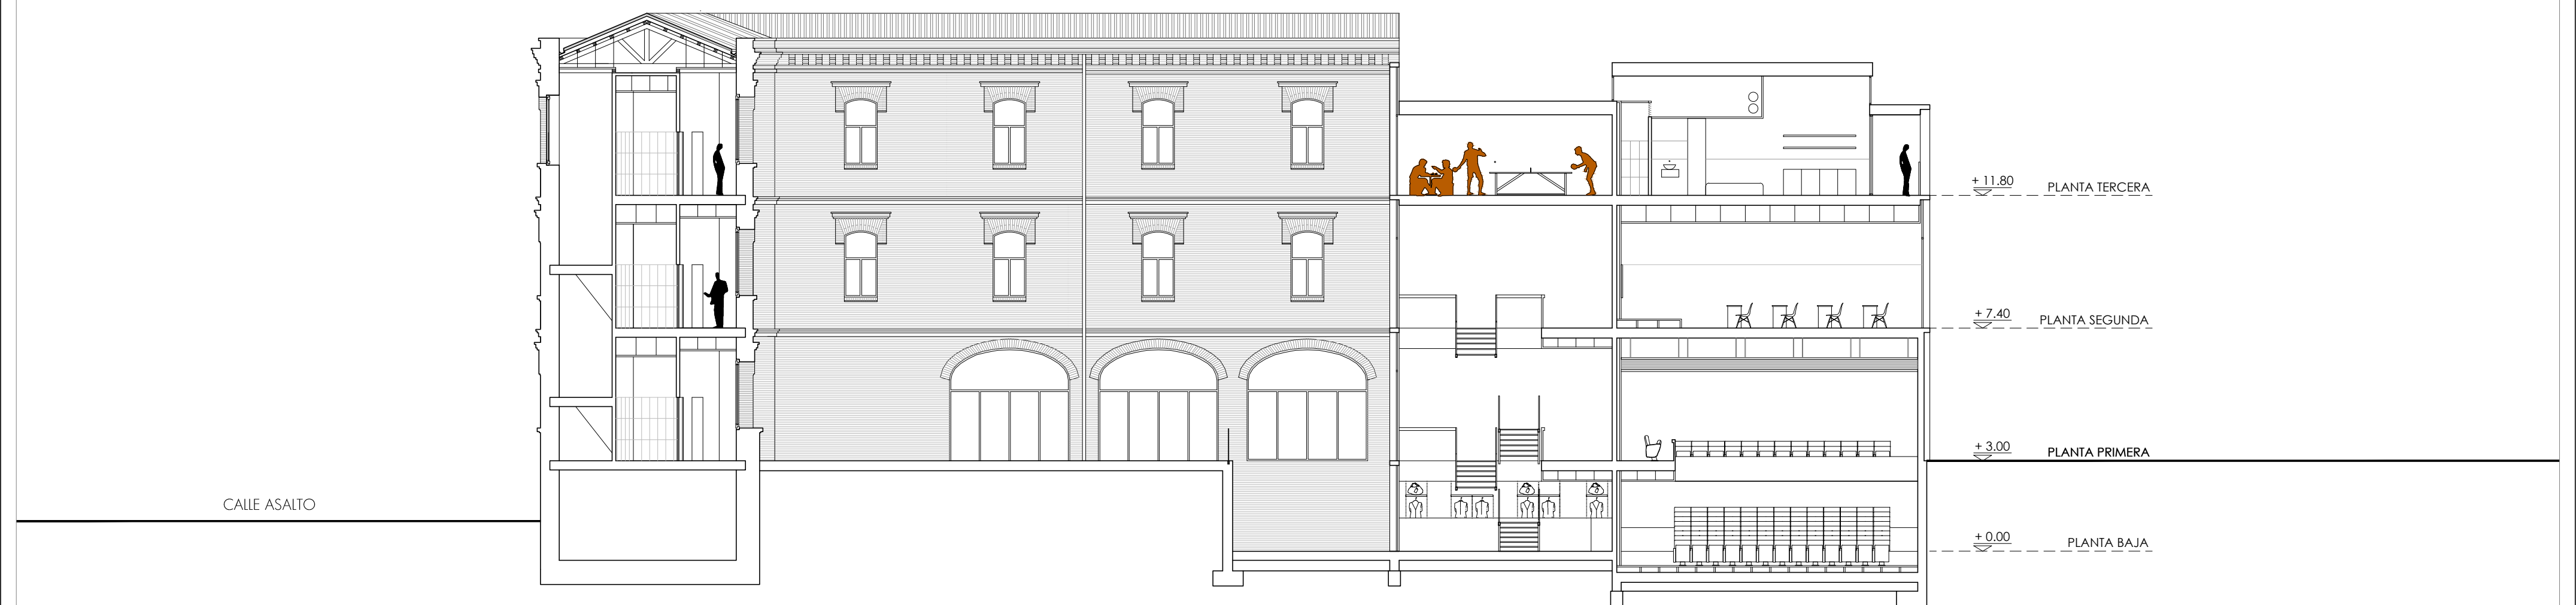 + 11.80 PLANTA TERCERA
+ 7.40 PLANTA SEGUNDA
+ 3.00 PLANTA PRIMERA
CALLE ASALTO
+ 0.00 PLANTA BAJA